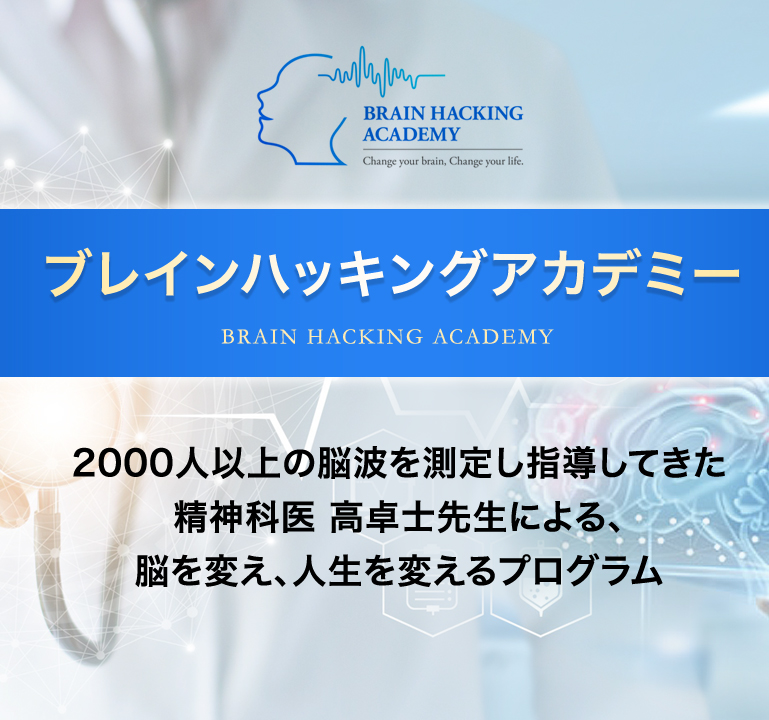 BRAIN HACKING
ACADEMY
Change your brain, Change your life.
ブレインハッキングアカデミー
BRAIN HACKING ACADEMY
2000人以上の脳波を測定し指導してきた
精神科医 高卓士先生による、
脳を変え、人生を変えるプログラム